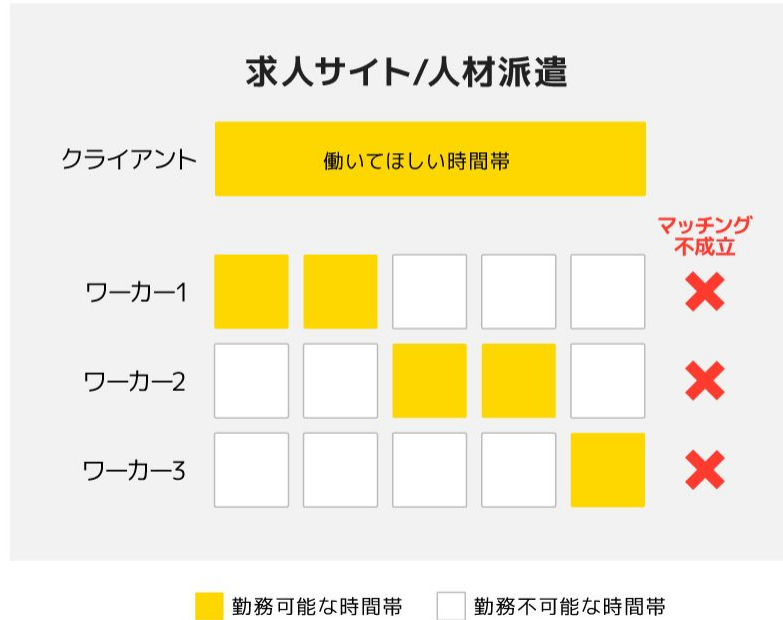 求人サイト/人材派遣
クライアント
働いてほしい時間帯
マッチング
不成立
ワーカー1
ワーカー2
ワーカー3
勤務可能な時間帯
勤務不可能な時間帯